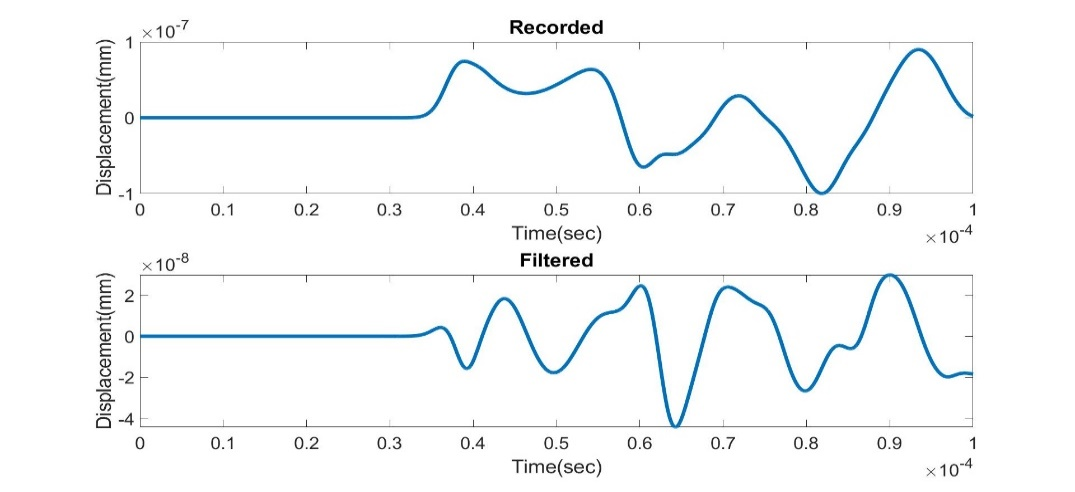 Recorded
×10-7
Displacement(mm)
1
0
-1
0 0.1 0.2 0.3 0.4 0.5 0.6 0.7 0.8 0.9 1
Time(sec)
×10-4
Filtered
×10-8
Displacement(mm)
2
0
-2
-4
0 0.1 0.2 0.3 0.4 0.5 0.6 0.7 0.8 0.9 1
Time(sec)
×10-4